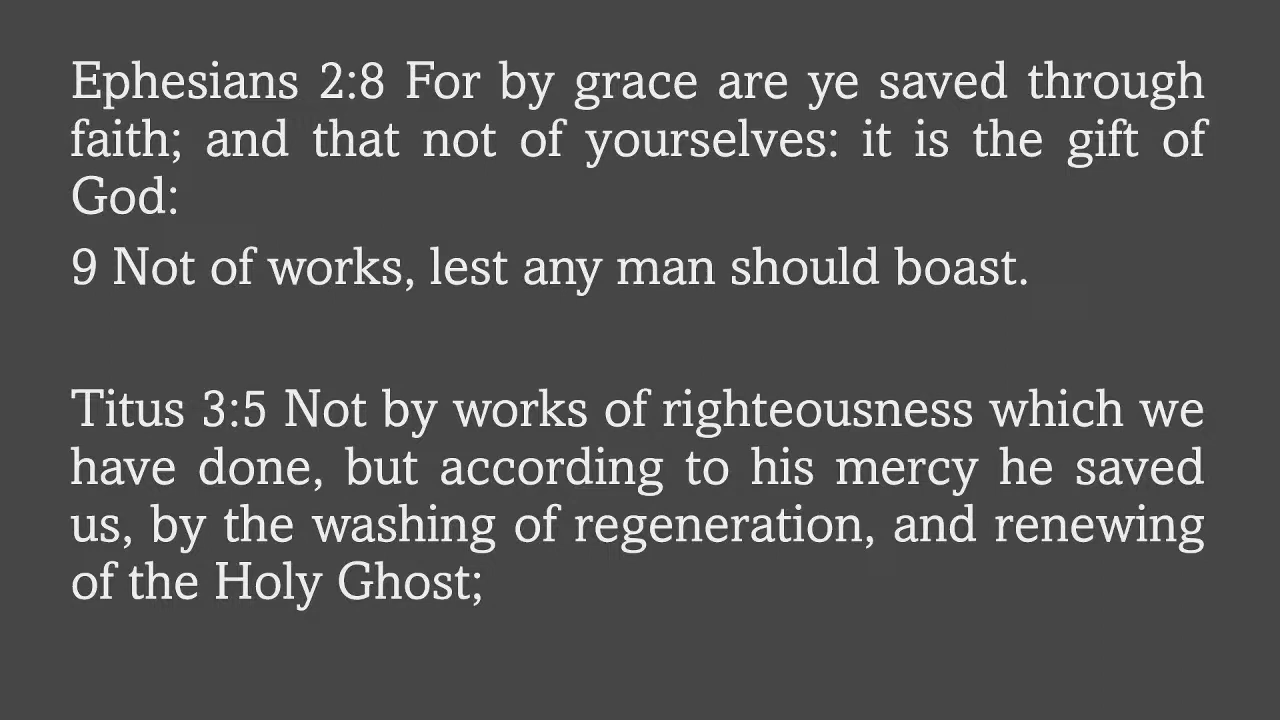 Ephesians 2:8 For by grace are ye saved through
faith; and that not of yourselves: it is the gift of
God:
9 Not of works, lest any man should boast.
Titus 3:5 Not by works of righteousness which we
have done, but according to his mercy he saved
us, by the washing of regeneration, and renewing
of the Holy Ghost;